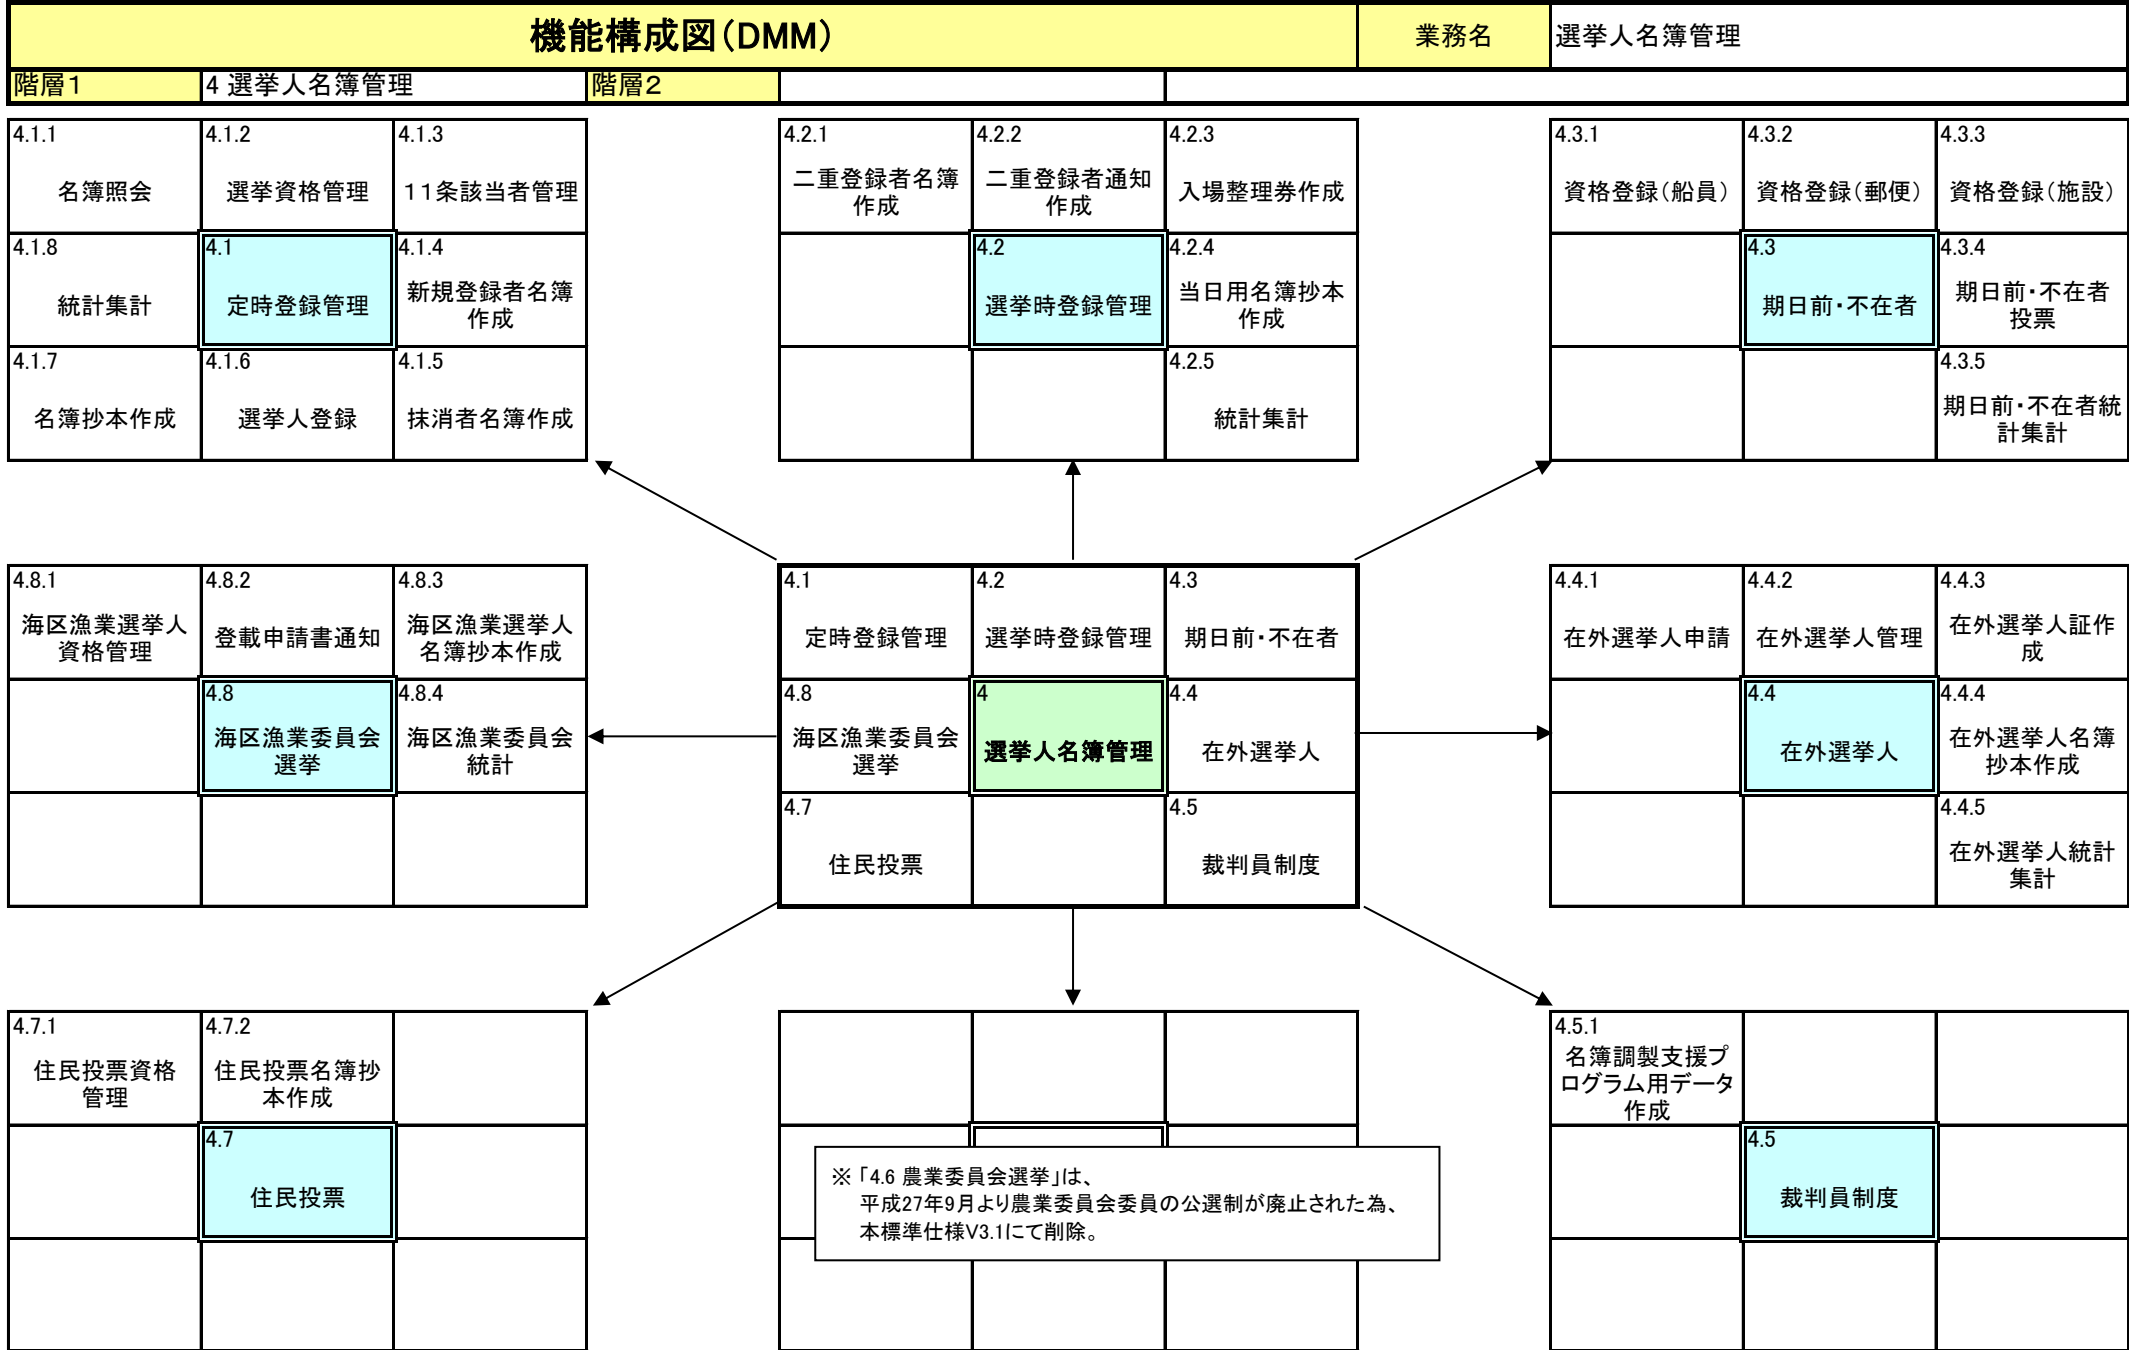 機能構成図(DMM)
業務名
選挙人名簿管理
階層1
4 選挙人名簿管理
階層2
4.1.1
名簿照会
4.1.2
選挙資格管理
4.1.3
11条該当者管理
4.1.8
統計集計
4.1
定時登録管理
4.1.4
新規登録者名簿
作成
4.1.7
名簿抄本作成
4.1.6
選挙人登録
4.1.5
抹消者名簿作成
4.2.1
二重登録者名簿
作成
4.2.2
二重登録者通知
作成
4.2.3
入場整理券作成
4.2
選挙時登録管理
4.2.4
当日用名簿抄本
作成
4.2.5
統計集計
4.3.1
資格登録(船員)
4.3.2
資格登録(郵便)
4.3.3
資格登録(施設)
4.3
期日前・不在者
4.3.4
期日前・不在者
投票
4.3.5
期日前・不在者統
計集計
4.8.1
海区漁業選挙人
資格管理
4.8.2
登載申請書通知
4.8.3
海区漁業選挙人
名簿抄本作成
4.8
海区漁業委員会
選挙
4.8.4
海区漁業委員会
統計
4.1
定時登録管理
4.2
選挙時登録管理
4.3
期日前・不在者
4.8
海区漁業委員会
選挙
4
選挙人名簿管理
4.4
在外選挙人
4.7
住民投票
4.5
裁判員制度
4.4.1
在外選挙人申請
4.4.2
在外選挙人管理
4.4.3
在外選挙人証作
成
4.4
在外選挙人
4.4.4
在外選挙人名簿
抄本作成
4.4.5
在外選挙人統計
集計
4.7.1
住民投票資格
管理
4.7.2
住民投票名簿抄
本作成
4.7
住民投票
※「4.6 農業委員会選挙」は、
平成27年9月より農業委員会委員の公選制が廃止された為、
本標準仕様V3.1にて削除。
4.5.1
名簿調製支援プ
ログラム用データ
作成
4.5
裁判員制度